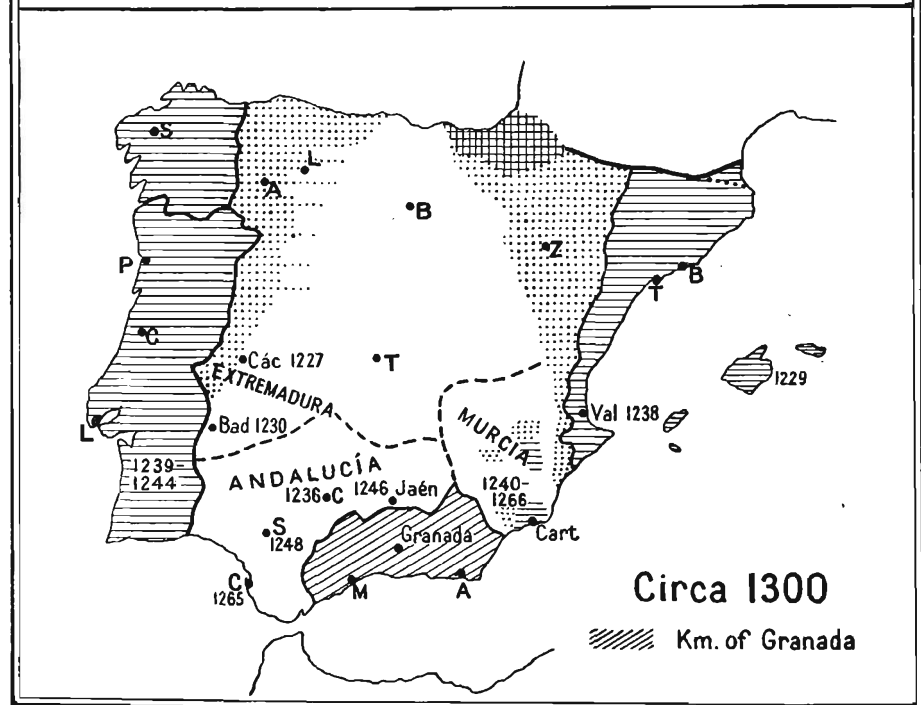 S
L
A
B
P
Z
B
T
C
Các 1227
T
EXTREMADURA
1229
L
Bad 1230
MURCIA
Val 1238
1239-
1244
ANDALUCÍA
1236 C
1246 Jaén
1240-
1266
S
1248
Granada
Cart
C
1265
M
A
Circa 1300
Km. of Granada